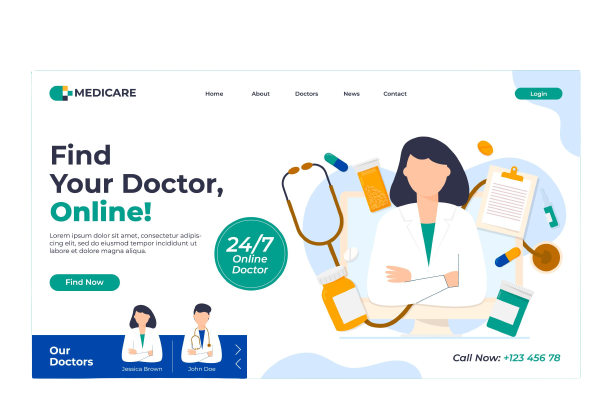 MEDICARE
Home About Doctors News Contact
Login
Find
Your Doctor,
Online!
Lorem ipsum dolor sit amet, consectetur adipis-
cing elit, sed do eiusmod tempor incididunt ut
labore et dolore magna aliqua.
24/7
Online
Doctor
Find Now
Our
Doctors
Jessica Brown
John Doe
Call Now: +123 456 78